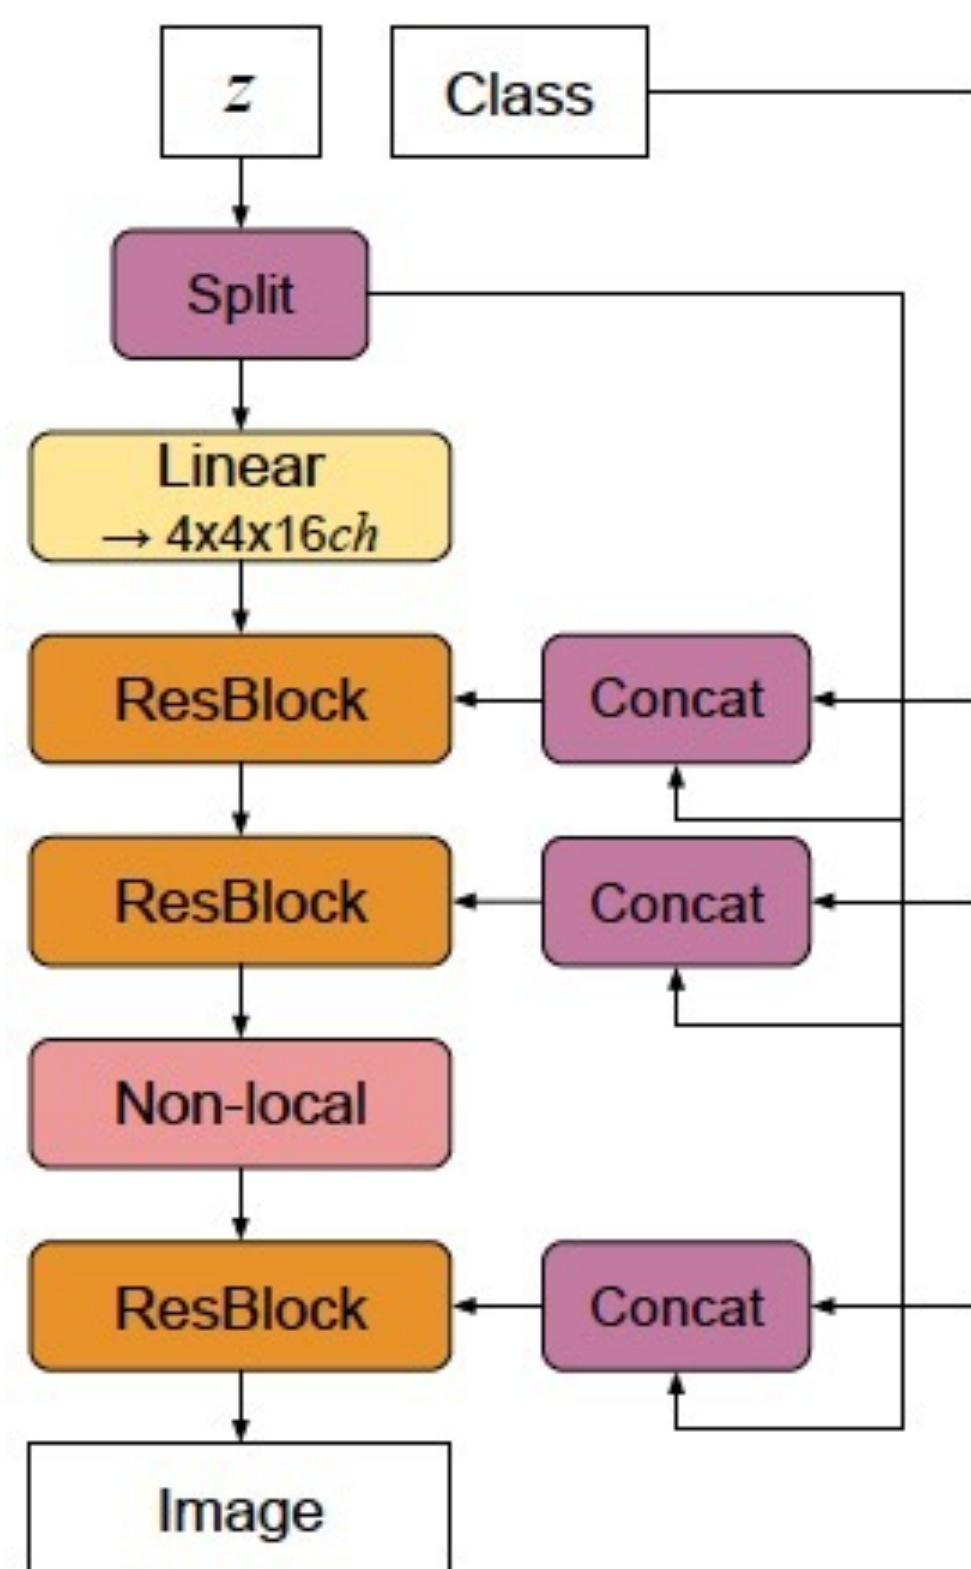 z
Class
Split
Linear
→ 4x4x16ch
ResBlock
Concat
ResBlock
Concat
Non-local
ResBlock
Concat
Image